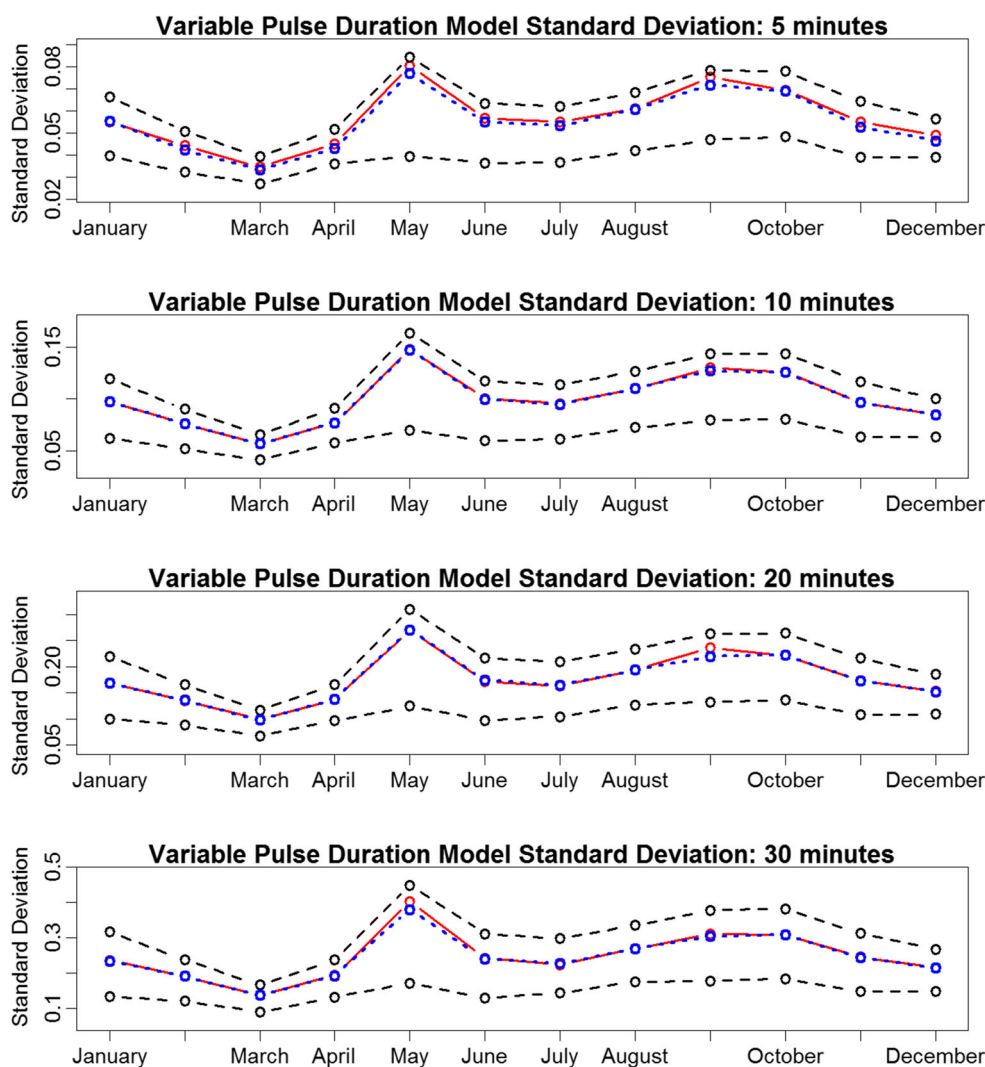 Variable Pulse Duration Model Standard Deviation: 5 minutes
Standard Deviation
0.08
0.05
0.02
January March April May June July August October December
Variable Pulse Duration Model Standard Deviation: 10 minutes
Standard Deviation
0.15
0.05
January March April May June July August October December
Variable Pulse Duration Model Standard Deviation: 20 minutes
Standard Deviation
0.20
0.05
January March April May June July August October December
Variable Pulse Duration Model Standard Deviation: 30 minutes
Standard Deviation
0.5
0.3
0.1
January March April May June July August October December